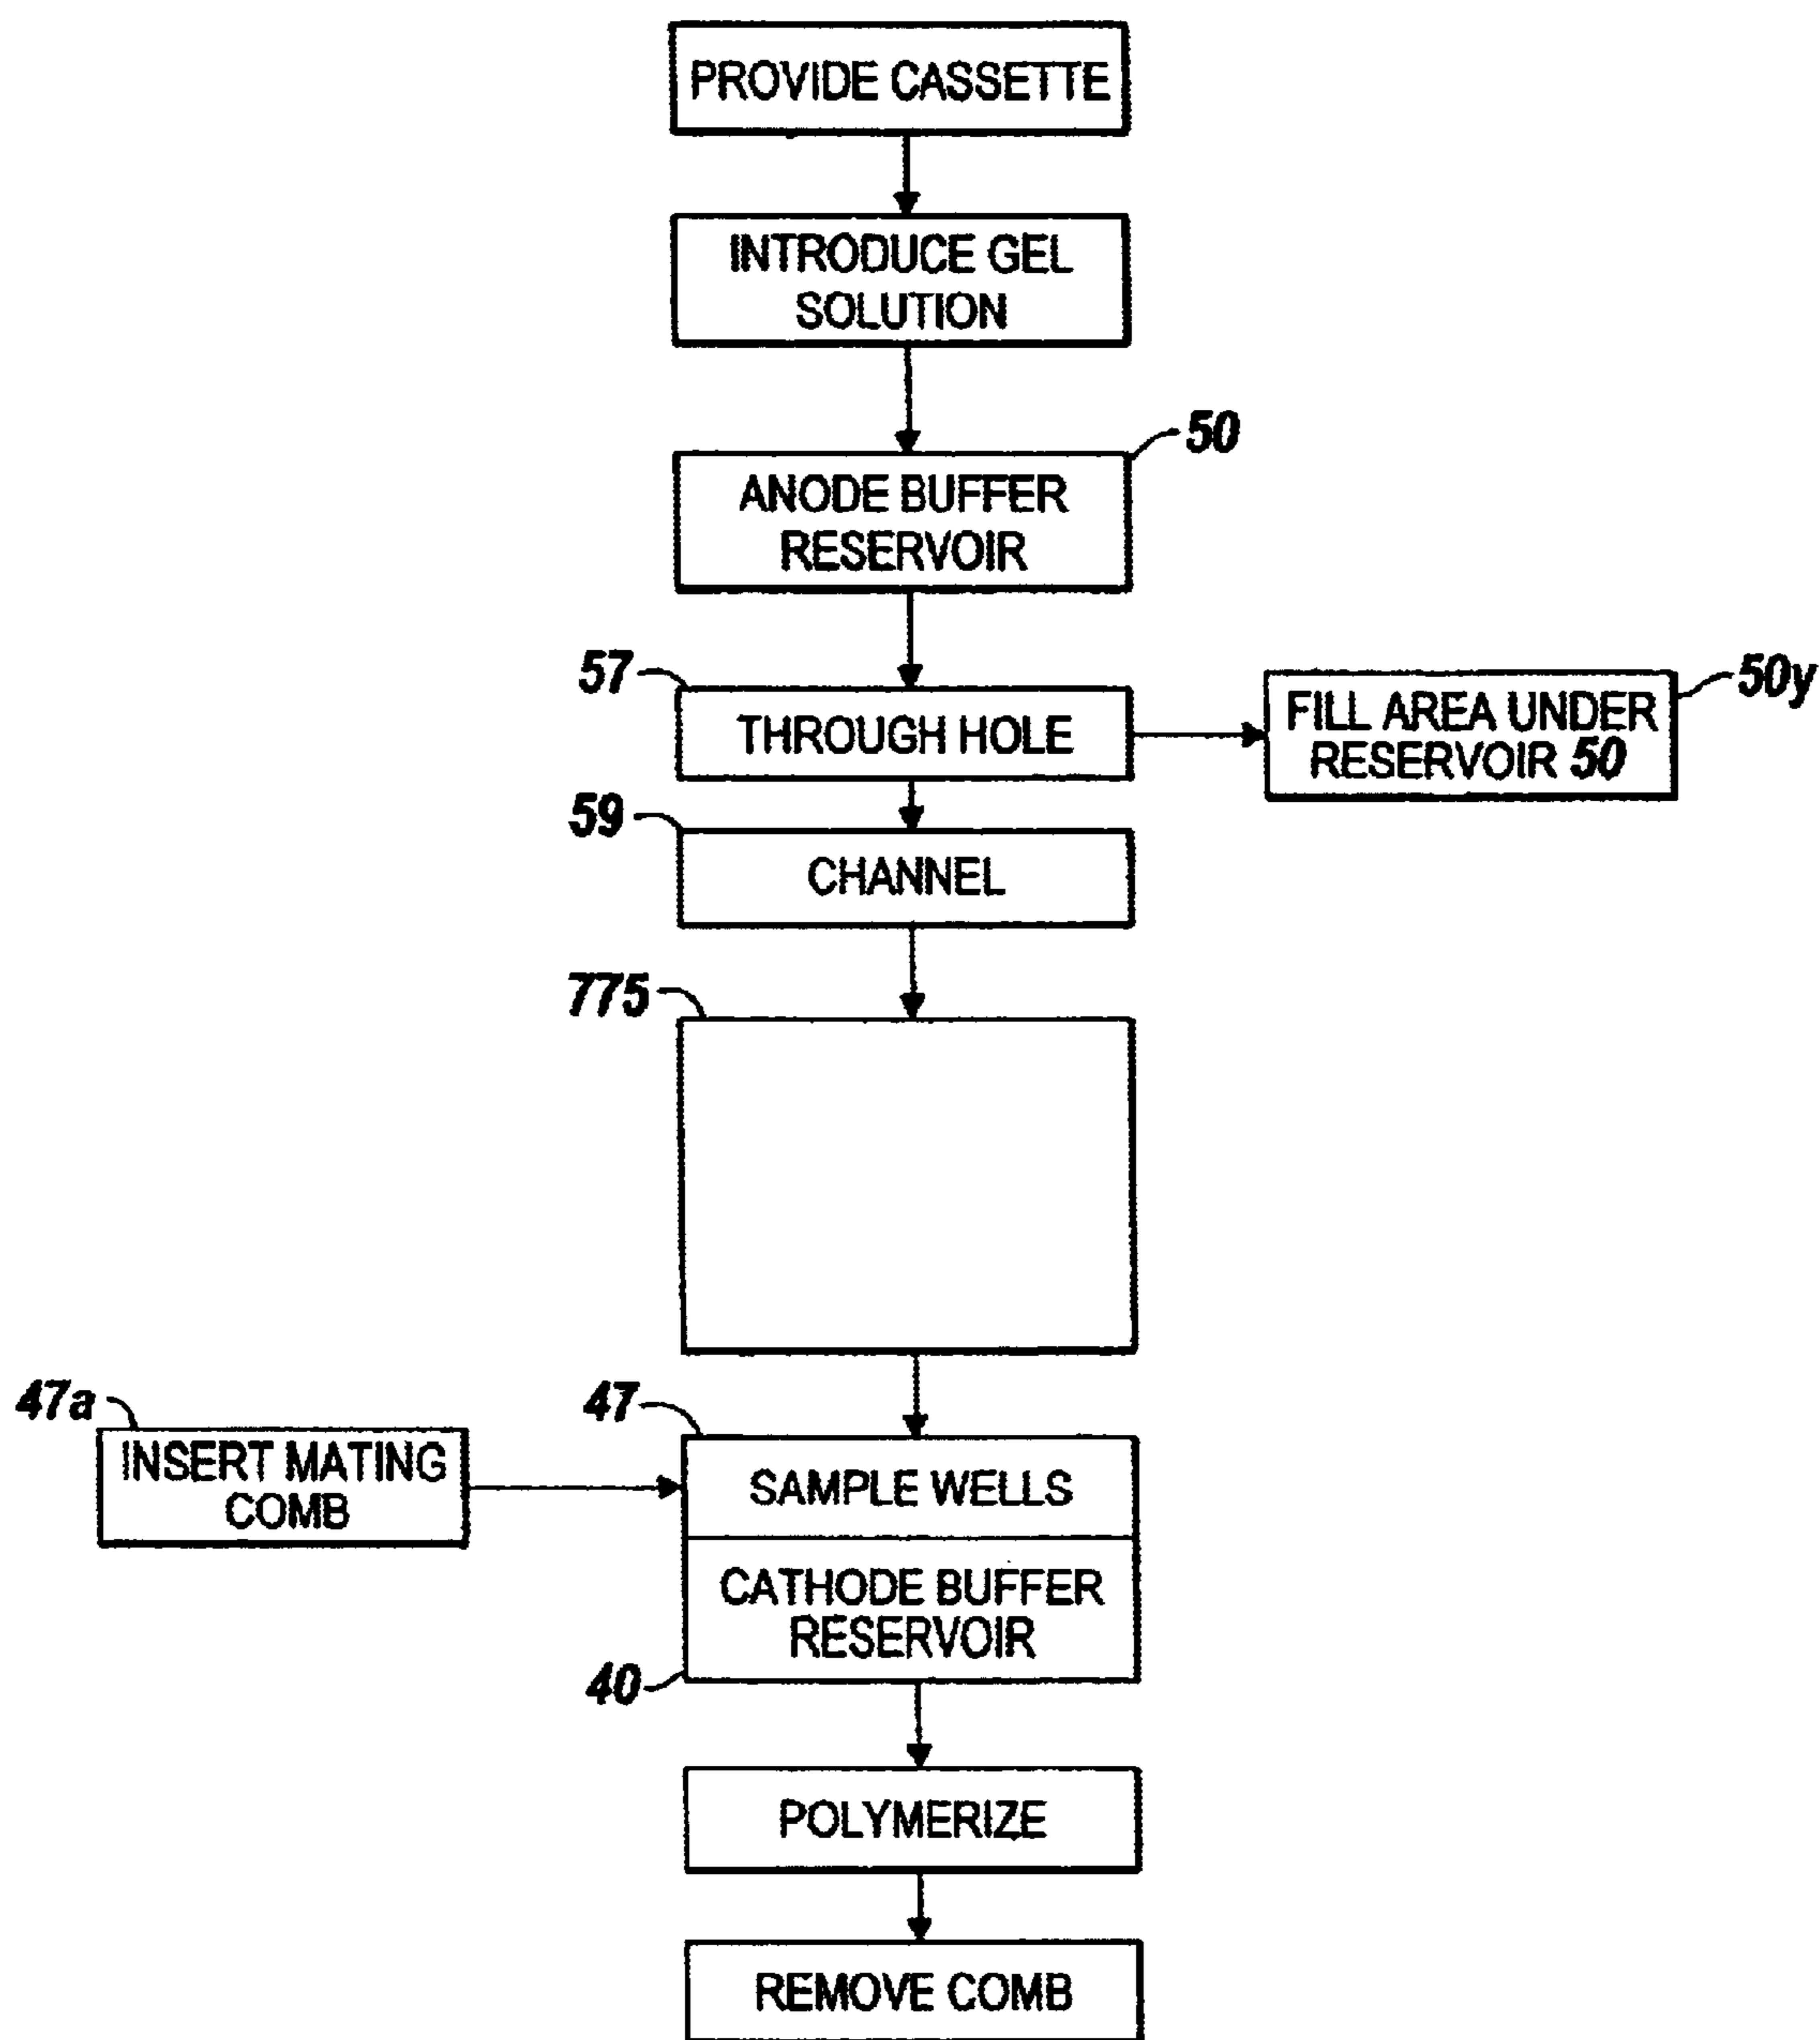 PROVIDE CASSETTE
INTRODUCE GEL
SOLUTION
50
ANODE BUFFER
RESERVOIR
57
THROUGH HOLE
50y
FILL AREA UNDER
RESERVOIR 50
59
CHANNEL
775
47a
INSERT MATING
COMB
47
SAMPLE WELLS
CATHODE BUFFER
RESERVOIR
40
POLYMERIZE
REMOVE COMB